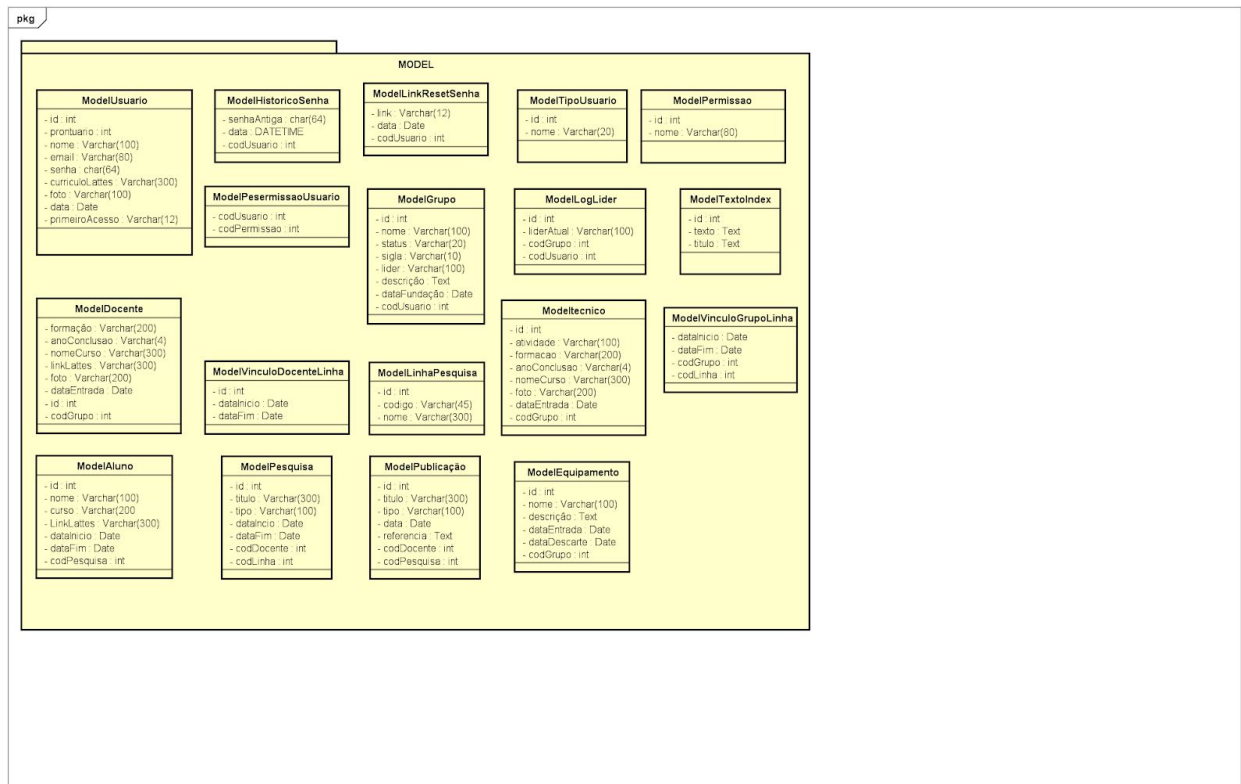 pkg
MODEL
ModelUsuario
- id : int
- prontuario : int
- nome : Varchar(100)
- email : Varchar(80)
- senha : char(64)
- curriculoLattes : Varchar(300)
- foto : Varchar(100)
- data : Date
- primeiroAcesso : Varchar(12)
ModelHistoricoSenha
- senhaAntiga : char(64)
- data : DATETIME
- codUsuario : int
ModelLinkResetSenha
- link : Varchar(12)
- data : Date
- codUsuario : int
ModelTipoUsuario
- id : int
- nome : Varchar(20)
ModelPermissao
- id : int
- nome : Varchar(80)
ModelPesermissaoUsuario
- codUsuario : int
- codPermissao : int
ModelGrupo
- id : int
- nome : Varchar(100)
- status : Varchar(20)
- sigla : Varchar(10)
- lider : Varchar(100)
- descrição : Text
- dataFundação : Date
- codUsuario : int
ModelLogLider
- id : int
- liderAtual : Varchar(100)
- codGrupo : int
- codUsuario : int
ModelTextoIndex
- id : int
- texto : Text
- titulo : Text
ModelDocente
- formação : Varchar(200)
- anoConclusao : Varchar(4)
- nomeCurso : Varchar(300)
- linkLattes : Varchar(300)
- foto : Varchar(200)
- dataEntrada : Date
- id : int
- codGrupo : int
ModelVinculoDocenteLinha
- id : int
- dataInicio : Date
- dataFim : Date
ModelLinhaPesquisa
- id : int
- codigo : Varchar(45)
- nome : Varchar(300)
Modeltecnico
- id : int
- atividade : Varchar(100)
- formacao : Varchar(200)
- anoConclusao : Varchar(4)
- nomeCurso : Varchar(300)
- foto : Varchar(200)
- dataEntrada : Date
- codGrupo : int
ModelVinculoGrupoLinha
- dataInicio : Date
- dataFim : Date
- codGrupo : int
- codLinha : int
ModelAluno
- id : int
- nome : Varchar(100)
- curso : Varchar(200
- LinkLattes : Varchar(300)
- dataInicio : Date
- dataFim : Date
- codPesquisa : int
ModelPesquisa
- id : int
- titulo : Varchar(300)
- tipo : Varchar(100)
- dataIncio : Date
- dataFim : Date
- codDocente : int
- codLinha : int
ModelPublicação
- id : int
- titulo : Varchar(300)
- tipo : Varchar(100)
- data : Date
- referencia : Text
- codDocente : int
- codPesquisa : int
ModelEquipamento
- id : int
- nome : Varchar(100)
- descrição : Text
- dataEntrada : Date
- dataDescarte : Date
- codGrupo : int